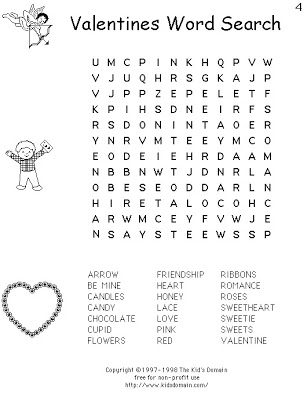 4
Valentines Word Search
U M C P I N K H Q P V W
V J U Q H R S G K A J P
V J P P Z E P E L E T F
K P I H S D N E I R F S
R S D O N I N T A O E R
Y N R V M T E E Y M C O
E O D E I E H R D A A M
N B B N W T J D N R L A
O B E S E O D D A R L N
H I R E T A L O C O H C
A R W M C E Y F V W J E
N S A Y S T E E W S S P
ARROW FRIENDSHIP RIBBONS
BE MINE HEART ROMANCE
CANDLES HONEY ROSES
CANDY LACE SWEETHEART
CHOCOLATE LOVE SWEETIE
CUPID PINK SWEETS
FLOWERS RED VALENTINE
Copyright ©1997-1998 The Kid's Domain
free for non-profit use
http://www.kidsdomain.com/